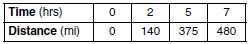 Time (hrs) 0 2 5 7
Distance (mi) 0 140 375 480